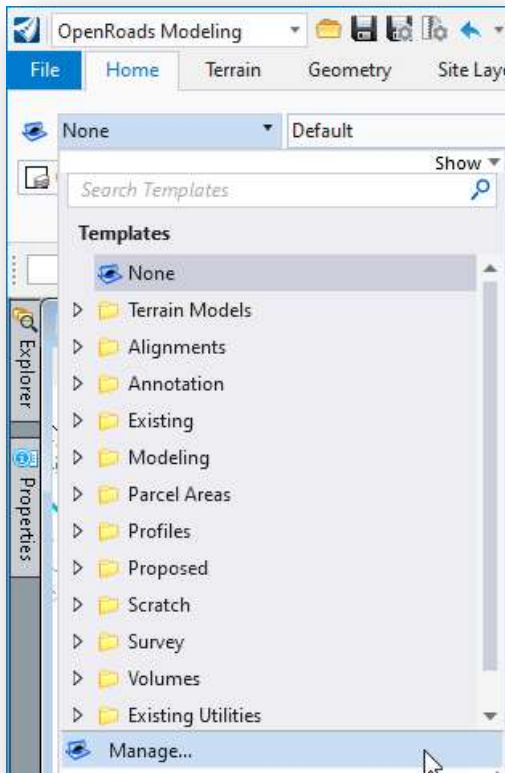 OpenRoads Modeling
File Home Terrain Geometry Site Lay
None Default
Show
Search Templates
Templates
None
Terrain Models
Alignments
Annotation
Existing
Modeling
Parcel Areas
Profiles
Proposed
Scratch
Survey
Volumes
Existing Utilities
Manage...
Explorer
Properties